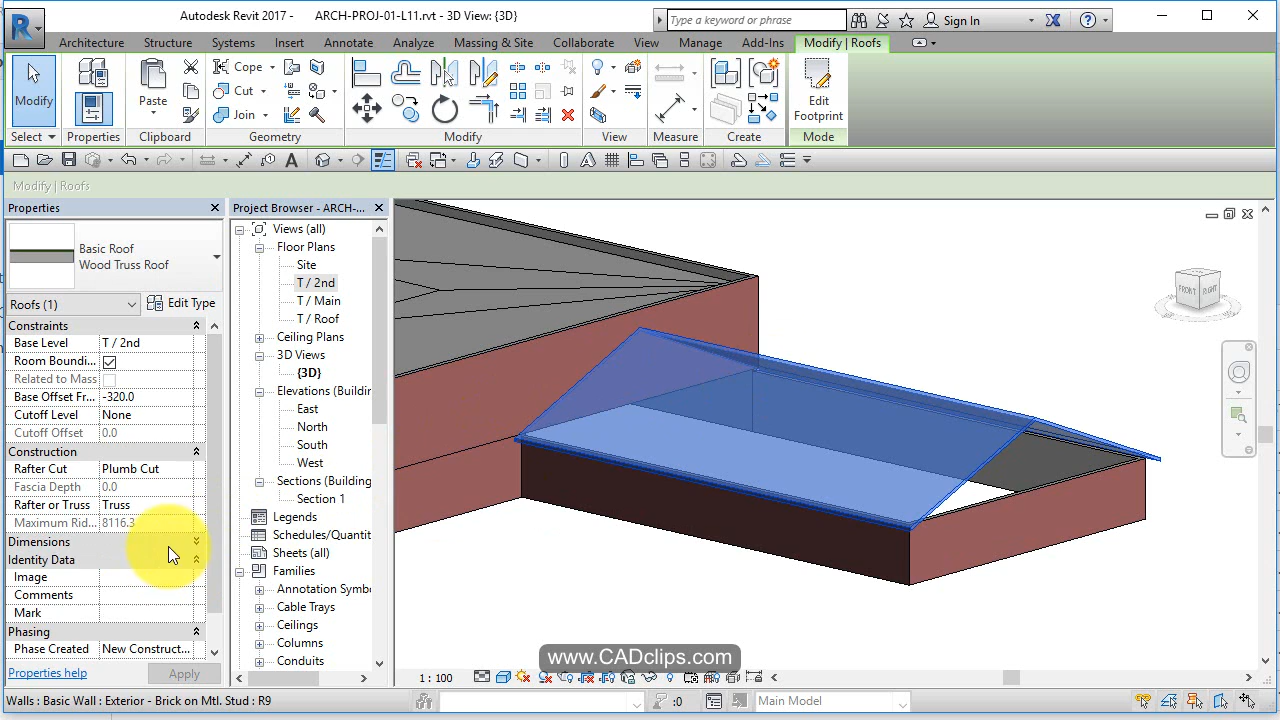 Autodesk Revit 2017 - ARCH-PROJ-01-L11.rvt - 3D View: {3D}
Type a keyword or phrase
Sign In
Architecture Structure Systems Insert Annotate Analyze Massing & Site Collaborate View Manage Add-Ins Modify | Roofs
Modify
Paste
Cope
Cut
Join
Edit
Footprint
Select Properties Clipboard Geometry Modify View Measure Create Mode
Modify | Roofs
Properties
Basic Roof
Wood Truss Roof
Roofs (1)
Edit Type
Constraints
Base Level T / 2nd
Room Boundi...
Related to Mass
Base Offset Fr... -320.0
Cutoff Level None
Cutoff Offset 0.0
Construction
Rafter Cut Plumb Cut
Fascia Depth 0.0
Rafter or Truss Truss
Maximum Rid... 8116.3
Dimensions
Identity Data
Image
Comments
Mark
Phasing
Phase Created New Construct...
Properties help
Apply
Project Browser - ARCH-...
Views (all)
Floor Plans
Site
T / 2nd
T / Main
T / Roof
Ceiling Plans
3D Views
{3D}
Elevations (Buildin
East
North
South
West
Sections (Building
Section 1
Legends
Schedules/Quantit
Sheets (all)
Families
Annotation Symbo
Cable Trays
Ceilings
Columns
Conduits
FRONT
RIGHT
www.CADclips.com
1 : 100
Walls : Basic Wall : Exterior - Brick on Mtl. Stud : R9
:0
Main Model